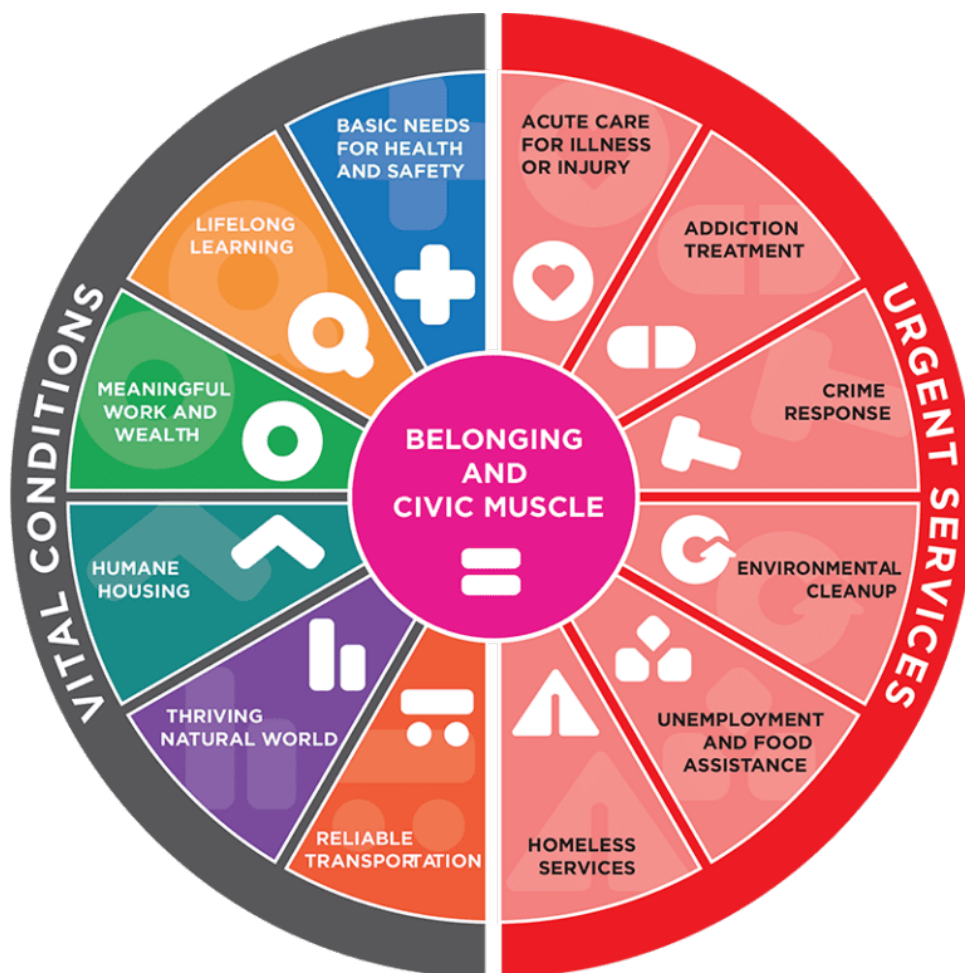 VITAL CONDITIONS
BASIC NEEDS
FOR HEALTH
AND SAFETY
LIFELONG
LEARNING
MEANINGFUL
WORK AND
WEALTH
HUMANE
HOUSING
THRIVING
NATURAL WORLD
RELIABLE
TRANSPORTATION
BELONGING
AND
CIVIC MUSCLE
URGENT SERVICES
ACUTE CARE
FOR ILLNESS
OR INJURY
ADDICTION
TREATMENT
CRIME
RESPONSE
ENVIRONMENTAL
CLEANUP
UNEMPLOYMENT
AND FOOD
ASSISTANCE
HOMELESS
SERVICES